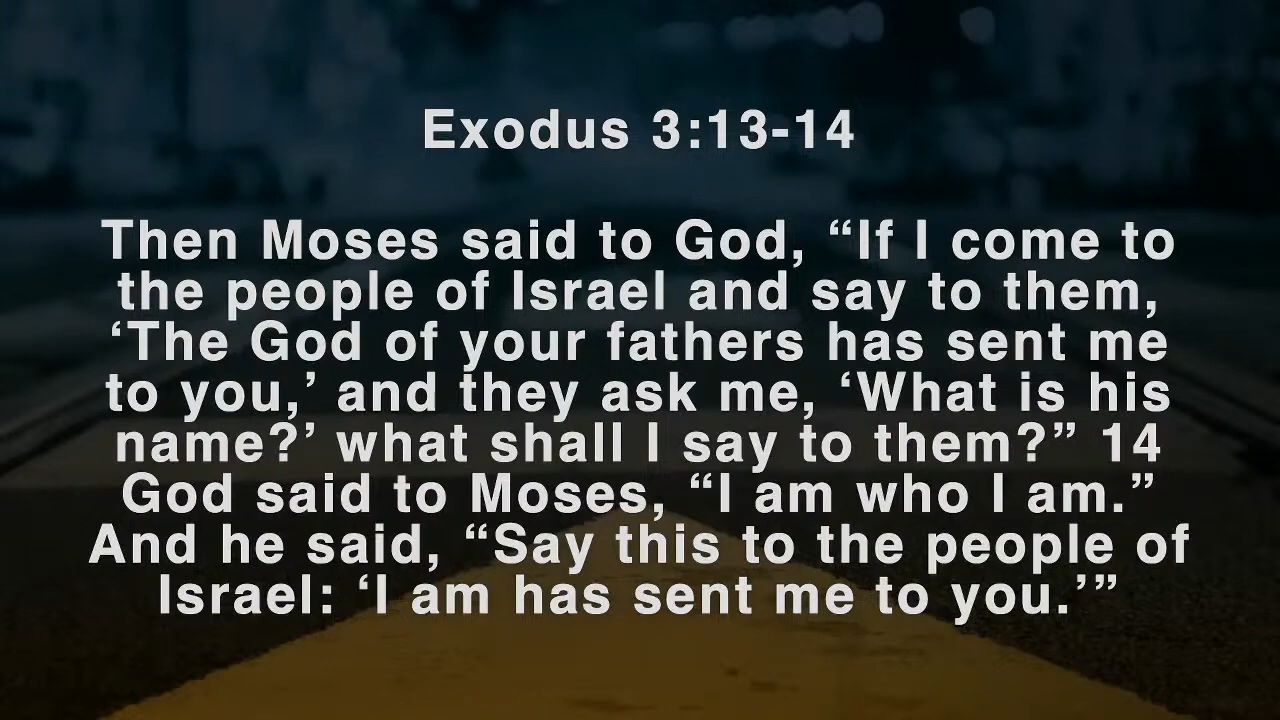 Exodus 3:13-14
Then Moses said to God, “If I come to
the people of Israel and say to them,
‘The God of your fathers has sent me
to you,’ and they ask me, ‘What is his
name?’ what shall I say to them?” 14
God said to Moses, “I am who I am.”
And he said, “Say this to the people of
Israel: ‘I am has sent me to you.’”